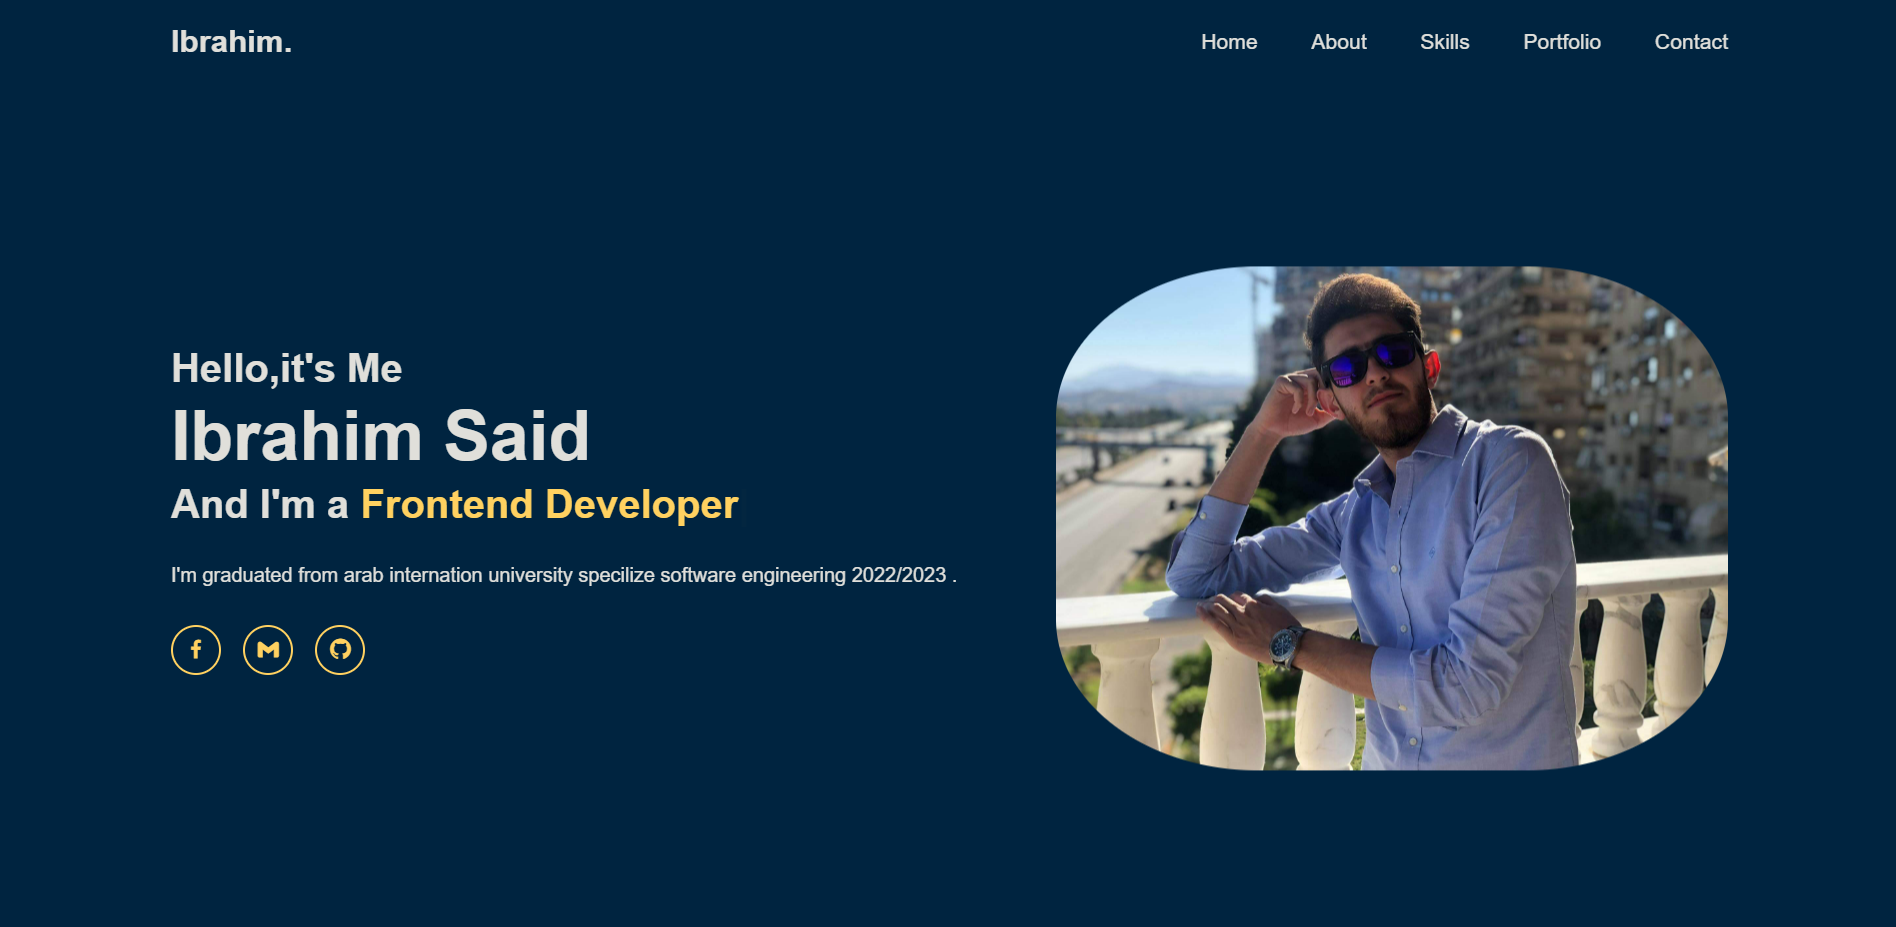 Ibrahim.
Home About Skills Portfolio Contact
Hello,it's Me
Ibrahim Said
And I'm a Frontend Developer
I'm graduated from arab internation university specilize software engineering 2022/2023 .